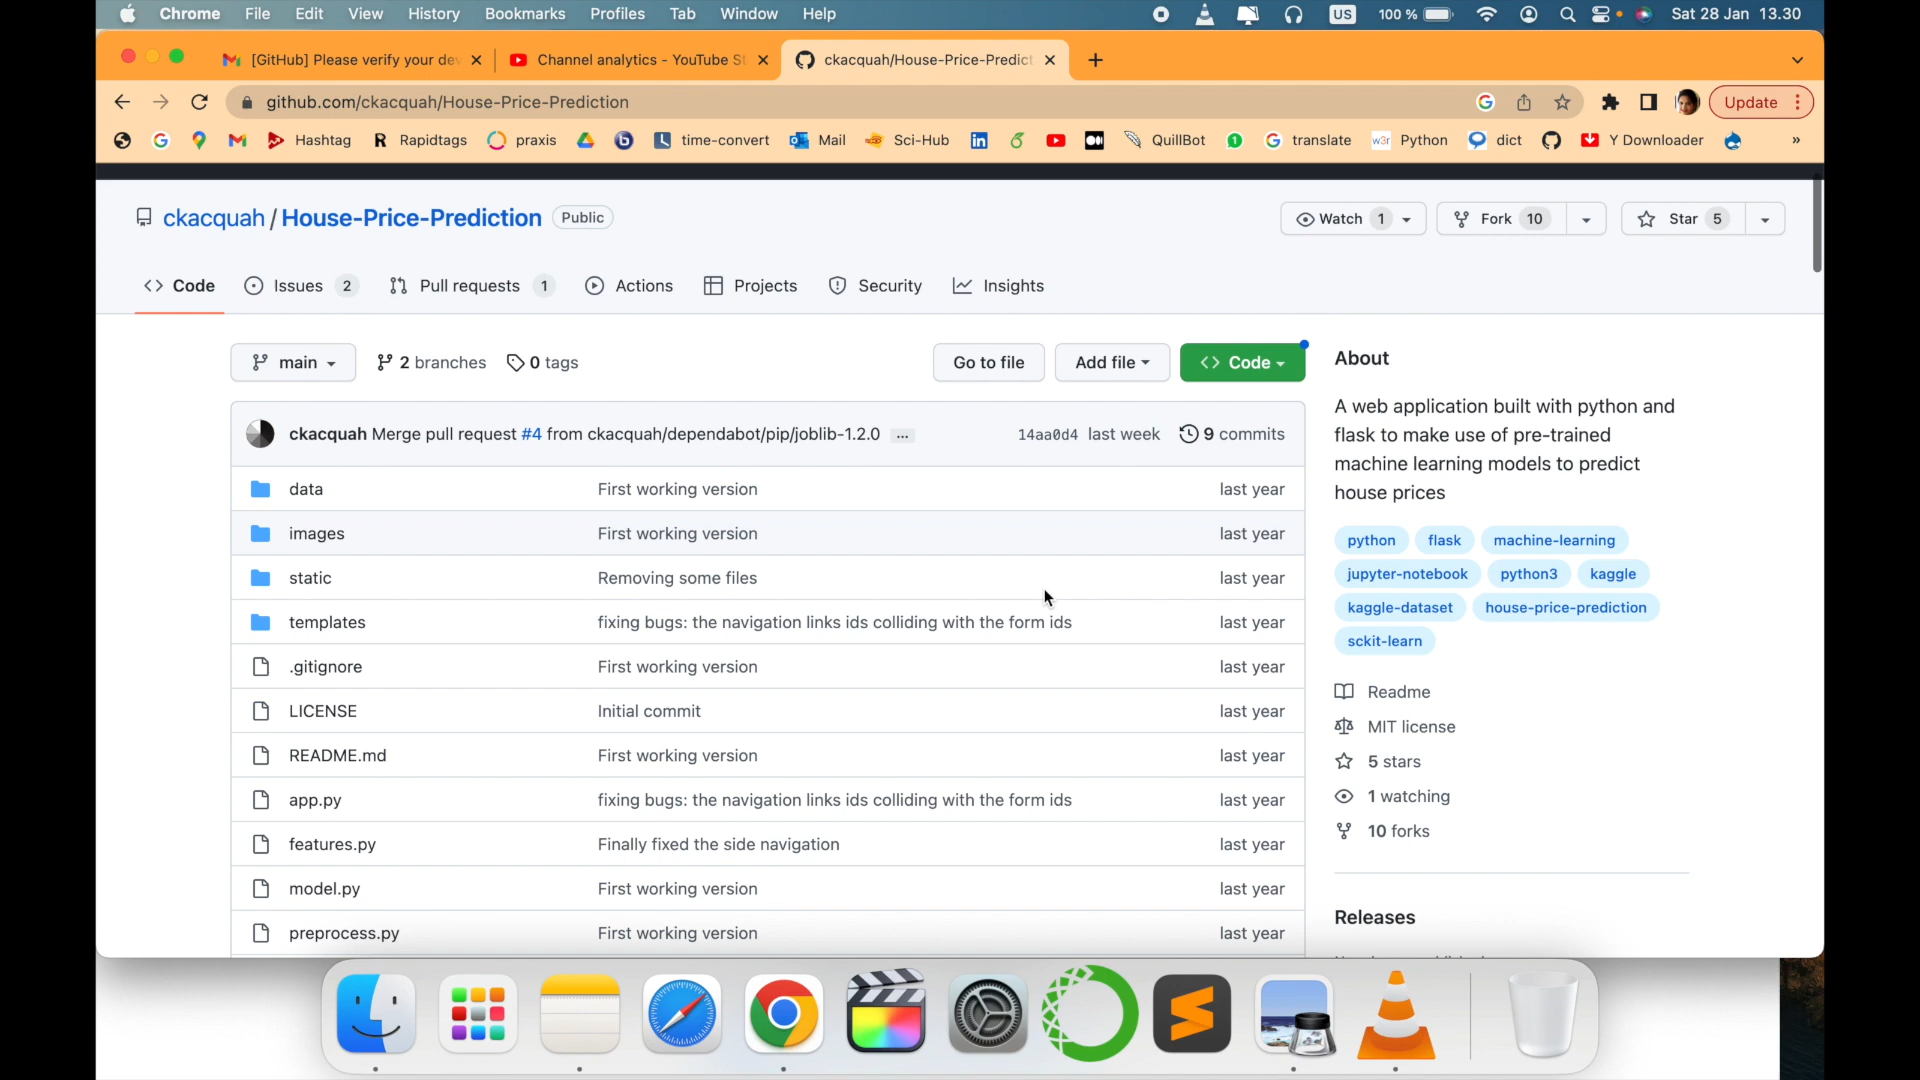 Chrome File Edit View History Bookmarks Profiles Tab Window Help US 100 % Sat 28 Jan 13.30
[GitHub] Please verify your dev Channel analytics - YouTube St ckacquah/House-Price-Predict
github.com/ckacquah/House-Price-Prediction Update
Hashtag R Rapidtags praxis L time-convert Mail Sci-Hub QuillBot 1 translate w3r Python dict Y Downloader »
ckacquah / House-Price-Prediction Public Watch 1 Fork 10 Star 5
Code Issues 2 Pull requests 1 Actions Projects Security Insights
main 2 branches 0 tags Go to file Add file Code
ckacquah Merge pull request #4 from ckacquah/dependabot/pip/joblib-1.2.0 ... 14aa0d4 last week 9 commits
data First working version last year
images First working version last year
static Removing some files last year
templates fixing bugs: the navigation links ids colliding with the form ids last year
.gitignore First working version last year
LICENSE Initial commit last year
README.md First working version last year
app.py fixing bugs: the navigation links ids colliding with the form ids last year
features.py Finally fixed the side navigation last year
model.py First working version last year
preprocess.py First working version last year
About
A web application built with python and
flask to make use of pre-trained
machine learning models to predict
house prices
python flask machine-learning
jupyter-notebook python3 kaggle
kaggle-dataset house-price-prediction
sckit-learn
Readme
MIT license
5 stars
1 watching
10 forks
Releases